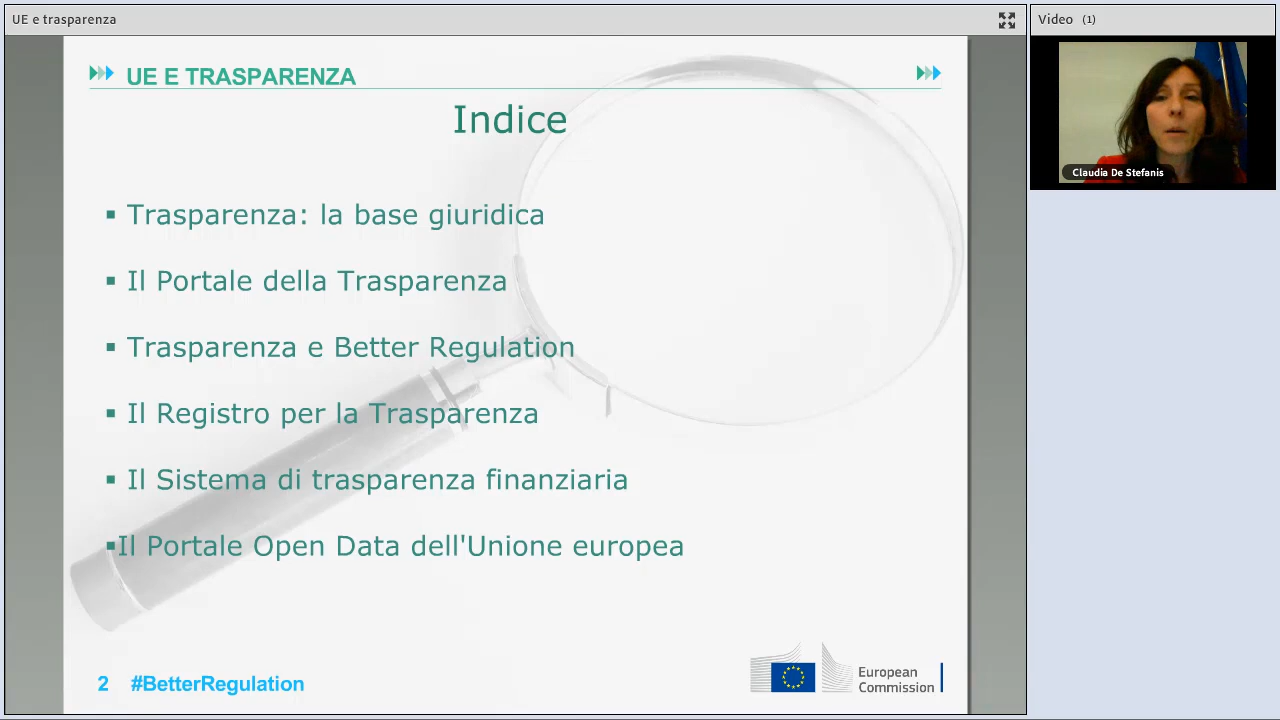 UE e trasparenza
Video (1)
UE E TRASPARENZA
Indice
▪ Trasparenza: la base giuridica
▪ Il Portale della Trasparenza
▪ Trasparenza e Better Regulation
▪ Il Registro per la Trasparenza
▪ Il Sistema di trasparenza finanziaria
▪Il Portale Open Data dell'Unione europea
2 #BetterRegulation
European
Commission
Claudia De Stefanis